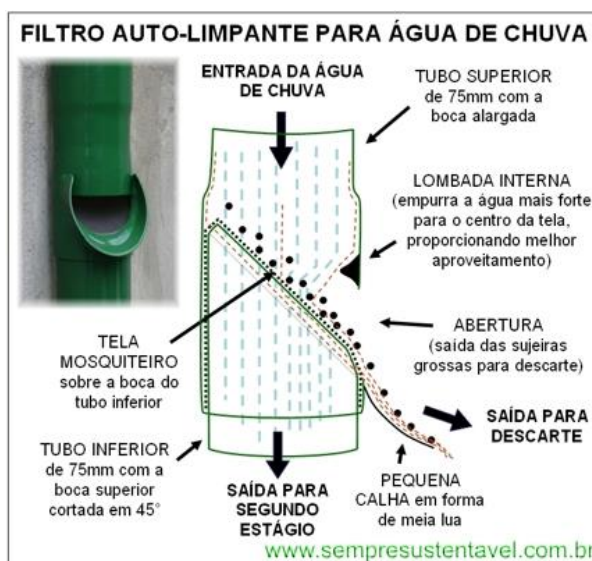 FILTRO AUTO-LIMPANTE PARA ÁGUA DE CHUVA
ENTRADA DA ÁGUA
DE CHUVA
TUBO SUPERIOR
de 75mm com a
boca alargada
LOMBADA INTERNA
(empurra a água mais forte
para o centro da tela,
proporcionando melhor
aproveitamento)
ABERTURA
(saída das sujeiras
grossas para descarte)
TELA
MOSQUITEIRO
sobre a boca do
tubo inferior
SAÍDA PARA
DESCARTE
TUBO INFERIOR
de 75mm com a
boca superior
cortada em 45°
SAÍDA PARA
SEGUNDO
ESTÁGIO
PEQUENA
CALHA em forma
de meia lua
www.sempresustentavel.com.br